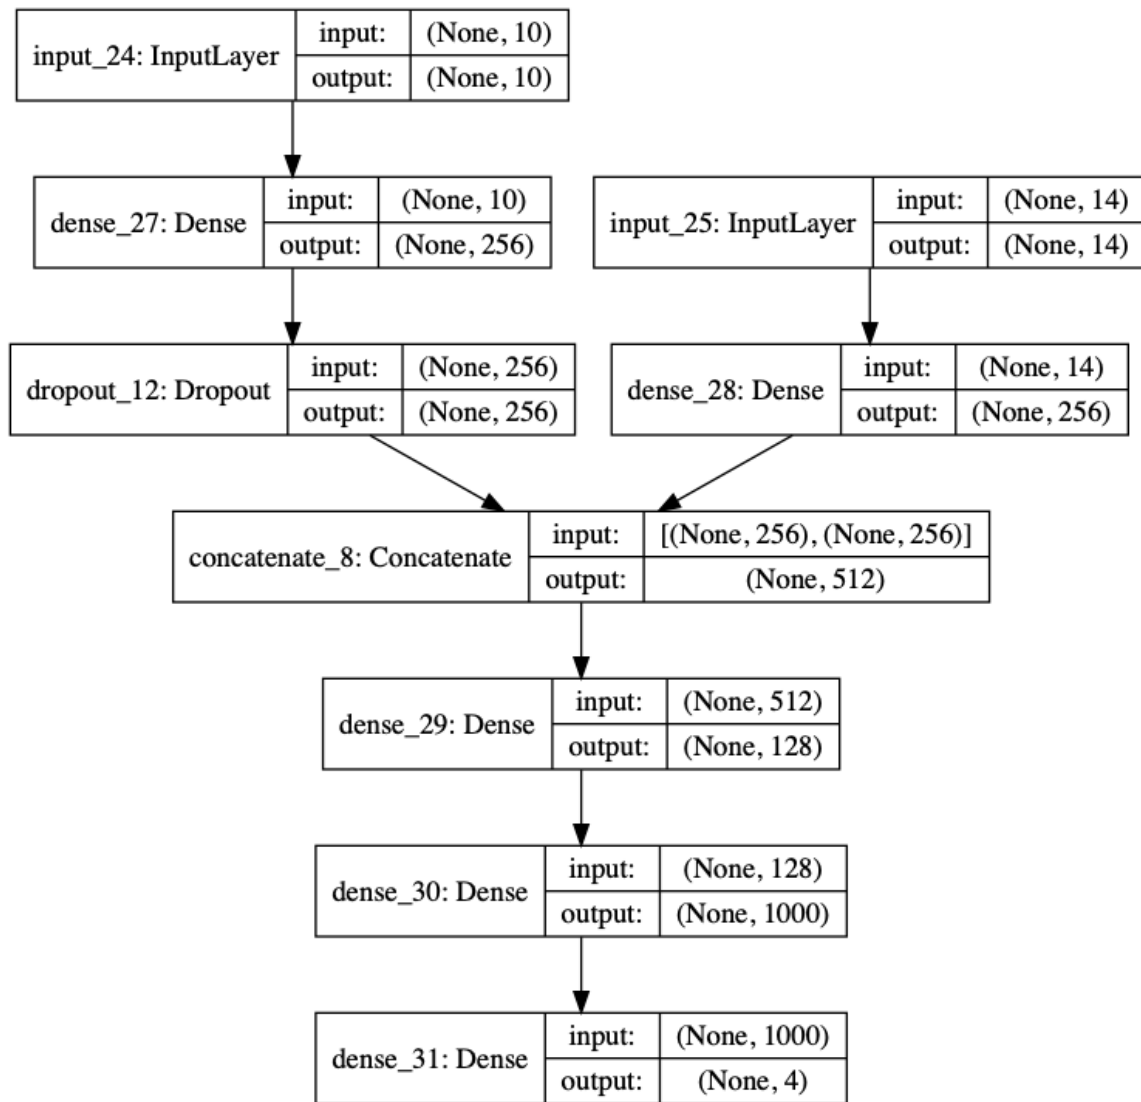 input_24: InputLayer
input: (None, 10)
output: (None, 10)
dense_27: Dense
input: (None, 10)
output: (None, 256)
input_25: InputLayer
input: (None, 14)
output: (None, 14)
dropout_12: Dropout
input: (None, 256)
output: (None, 256)
dense_28: Dense
input: (None, 14)
output: (None, 256)
concatenate_8: Concatenate
input: [(None, 256), (None, 256)]
output: (None, 512)
dense_29: Dense
input: (None, 512)
output: (None, 128)
dense_30: Dense
input: (None, 128)
output: (None, 1000)
dense_31: Dense
input: (None, 1000)
output: (None, 4)